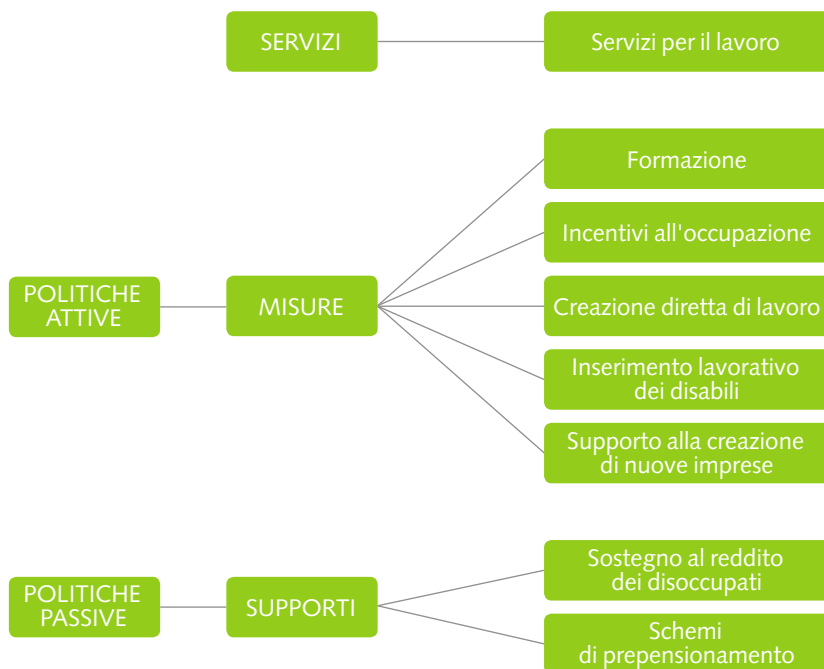 SERVIZI
Servizi per il lavoro
Formazione
Incentivi all'occupazione
POLITICHE
ATTIVE
MISURE
Creazione diretta di lavoro
Inserimento lavorativo
dei disabili
Supporto alla creazione
di nuove imprese
POLITICHE
PASSIVE
SUPPORTI
Sostegno al reddito
dei disoccupati
Schemi
di prepensionamento